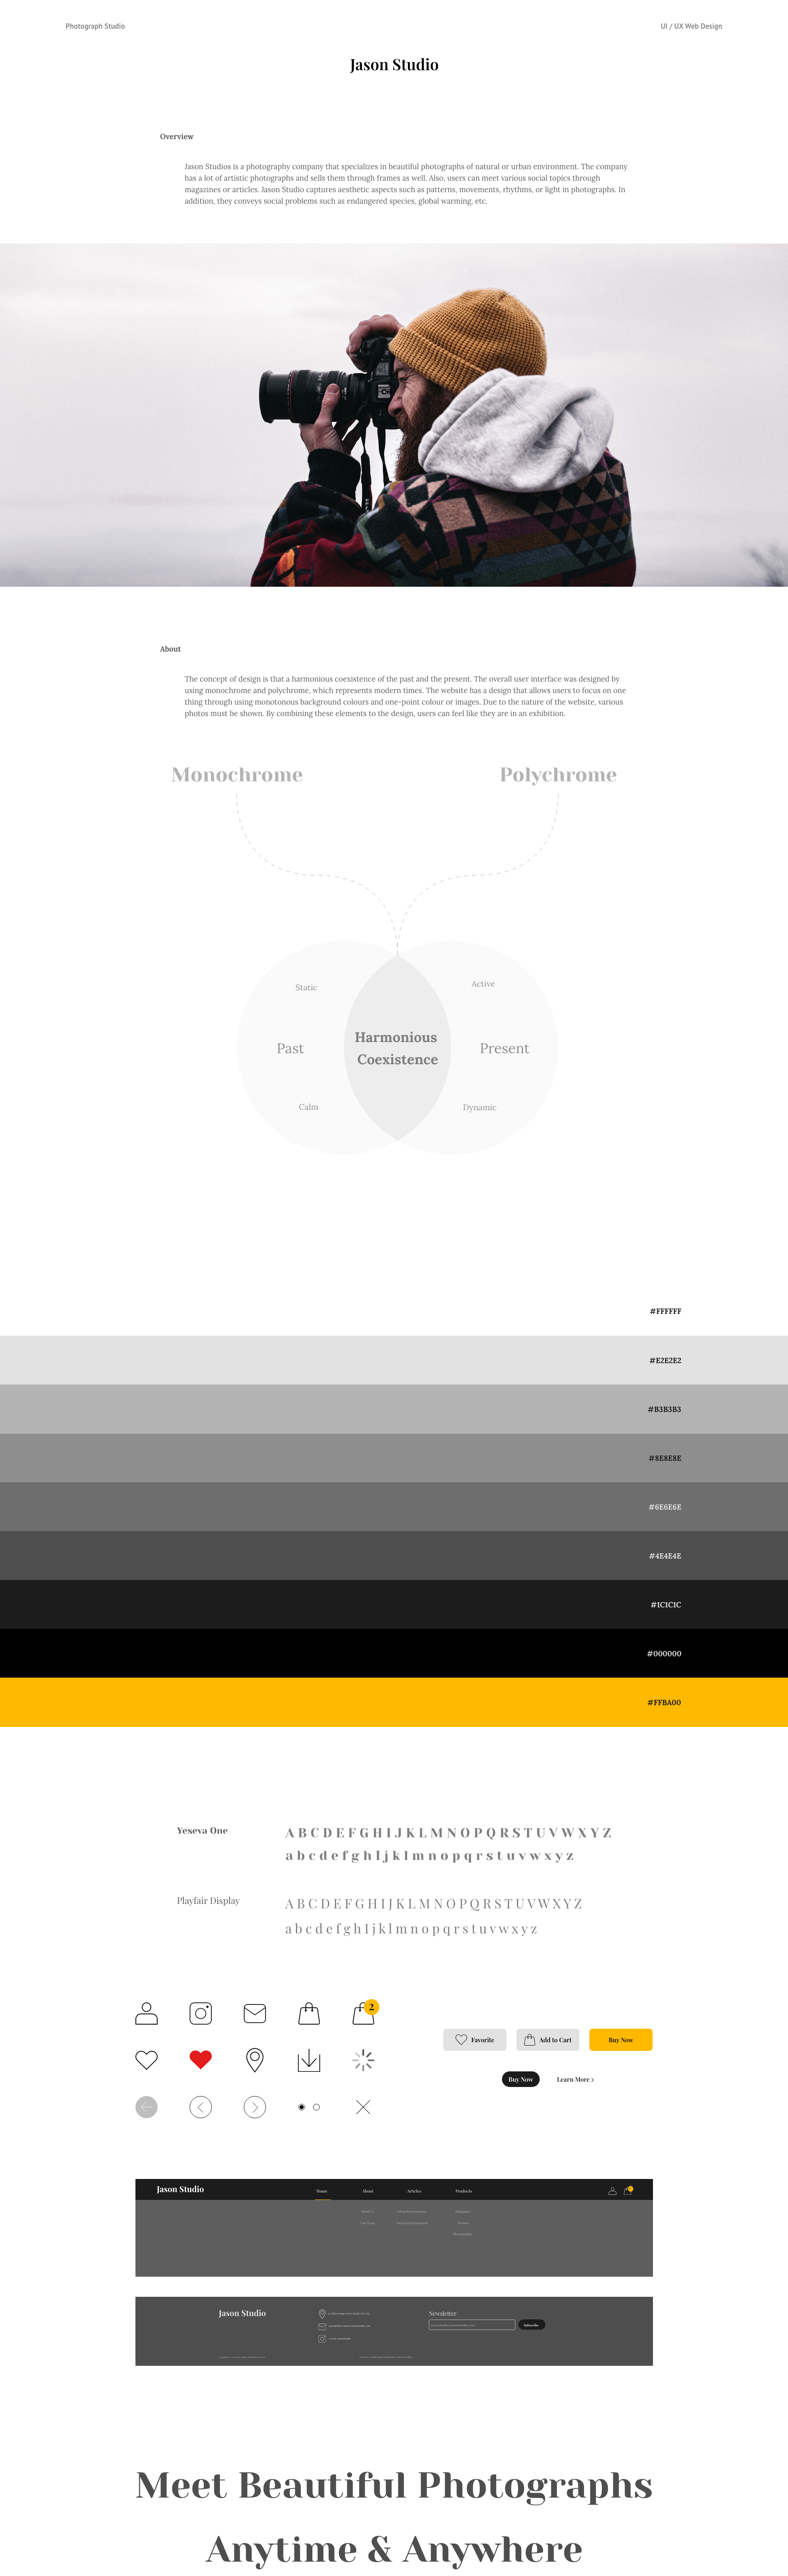 Photograph Studio
UI / UX Web Design
Jason Studio
Overview
Jason Studios is a photography company that specializes in beautiful photographs of natural or urban environment. The company
has a lot of artistic photographs and sells them through frames as well. Also, users can meet various social topics through
magazines or articles. Jason Studio captures aesthetic aspects such as patterns, movements, rhythms, or light in photographs. In
addition, they conveys social problems such as endangered species, global warming, etc.
About
The concept of design is that a harmonious coexistence of the past and the present. The overall user interface was designed by
using monochrome and polychrome, which represents modern times. The website has a design that allows users to focus on one
thing through using monotonous background colours and one-point colour or images. Due to the nature of the website, various
photos must be shown. By combining these elements to the design, users can feel like they are in an exhibition.
Monochrome
Polychrome
Static
Active
Harmonious
Past
Present
Coexistence
Calm
Dynamic
#FFFFFF
#E2E2E2
#B3B3B3
#8E8E8E
#6E6E6E
#4E4E4E
#1C1C1C
#000000
#FFBA00
Yeseva One
A B C D E F G H I J K L M N O P Q R S T U V W X Y Z
a b c d e f g h I j k l m n o p q r s t u v w x y z
Playfair Display
A B C D E F G H I J K L M N O P Q R S T U V W X Y Z
a b c d e f g h I j k l m n o p q r s t u v w x y z
2
Favorite
Add to Cart
Buy Now
Buy Now
Learn More >
Jason Studio
Home
About
Articles
Products
Jason Studio
Newsletter
Subscribe
Meet Beautiful Photographs
Anytime & Anywhere